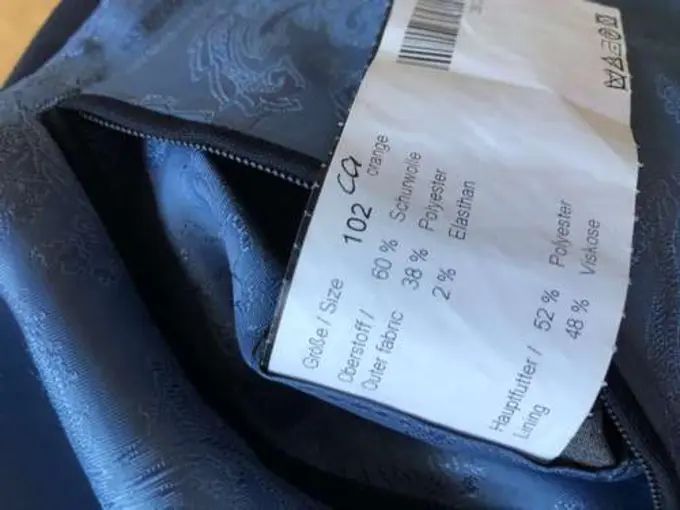 Größe / Size 102 ca orange
Oberstoff / 60 % Schurwolle
Outer fabric 38 % Polyester
2 % Elasthan
Hauptfutter / 52 % Polyester
Lining 48 % Viskose